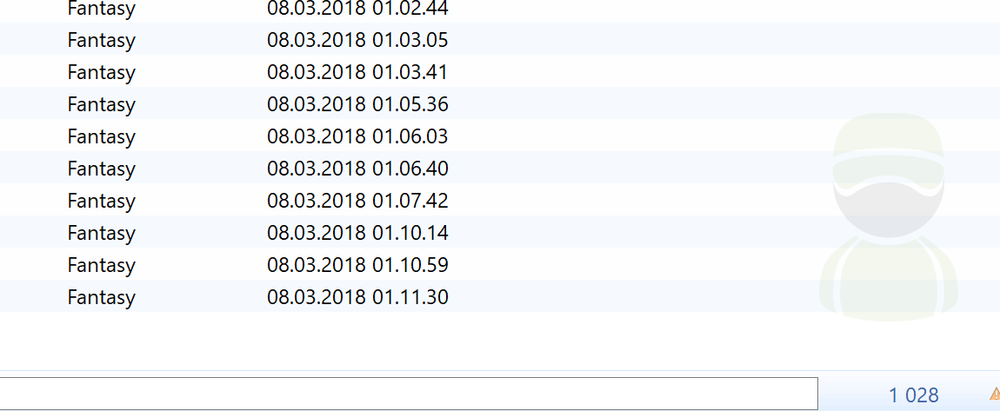 Fantasy 08.03.2018 01.02.44
Fantasy 08.03.2018 01.03.05
Fantasy 08.03.2018 01.03.41
Fantasy 08.03.2018 01.05.36
Fantasy 08.03.2018 01.06.03
Fantasy 08.03.2018 01.06.40
Fantasy 08.03.2018 01.07.42
Fantasy 08.03.2018 01.10.14
Fantasy 08.03.2018 01.10.59
Fantasy 08.03.2018 01.11.30
1 028